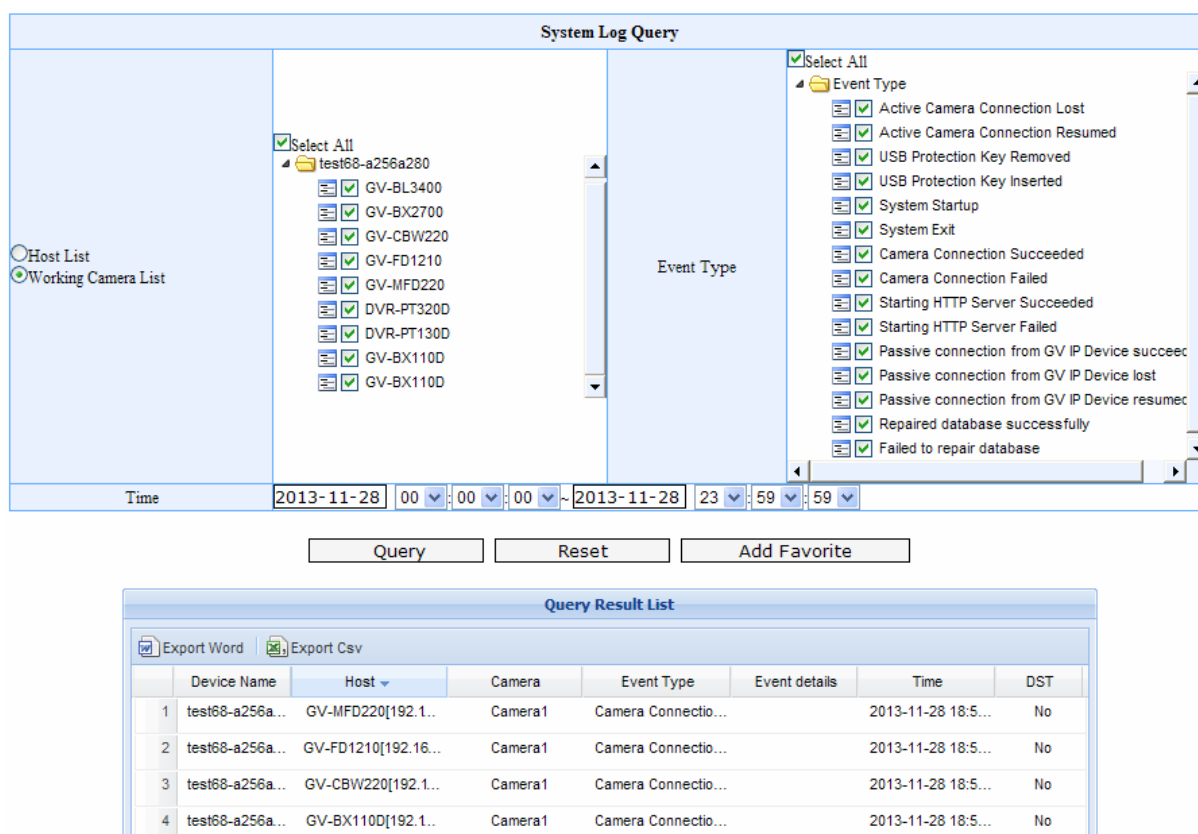 System Log Query
Host List
Working Camera List
Select All
test68-a256a280
GV-BL3400
GV-BX2700
GV-CBW220
GV-FD1210
GV-MFD220
DVR-PT320D
DVR-PT130D
GV-BX110D
GV-BX110D
Event Type
Select All
Event Type
Active Camera Connection Lost
Active Camera Connection Resumed
USB Protection Key Removed
USB Protection Key Inserted
System Startup
System Exit
Camera Connection Succeeded
Camera Connection Failed
Starting HTTP Server Succeeded
Starting HTTP Server Failed
Passive connection from GV IP Device succeed
Passive connection from GV IP Device lost
Passive connection from GV IP Device resumed
Repaired database successfully
Failed to repair database
Time 2013-11-28 00 : 00 : 00 ~ 2013-11-28 23 : 59 : 59
Query Reset Add Favorite
Query Result List
Export Word Export Csv
Device Name Host Camera Event Type Event details Time DST
1 test68-a256a... GV-MFD220[192.1... Camera1 Camera Connectio... 2013-11-28 18:5... No
2 test68-a256a... GV-FD1210[192.16... Camera1 Camera Connectio... 2013-11-28 18:5... No
3 test68-a256a... GV-CBW220[192.1... Camera1 Camera Connectio... 2013-11-28 18:5... No
4 test68-a256a... GV-BX110D[192.1... Camera1 Camera Connectio... 2013-11-28 18:5... No